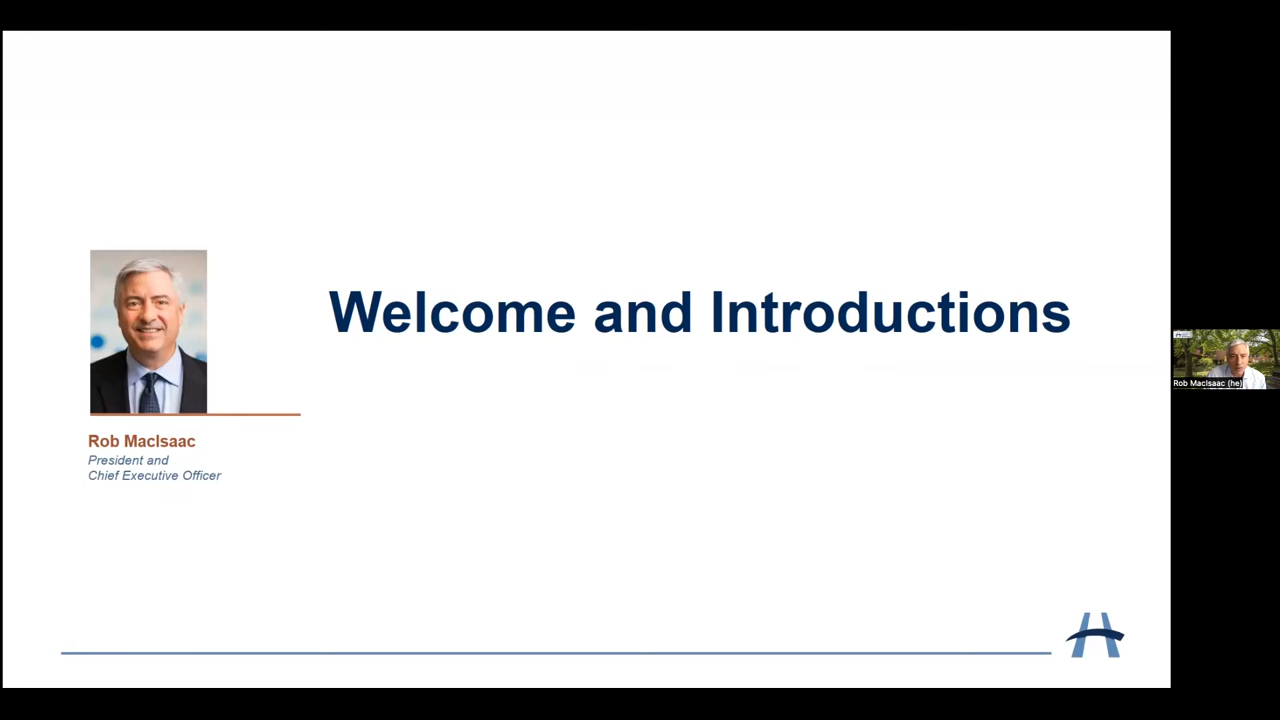 Welcome and Introductions
Rob MacIsaac
President and
Chief Executive Officer
Rob MacIsaac (he)